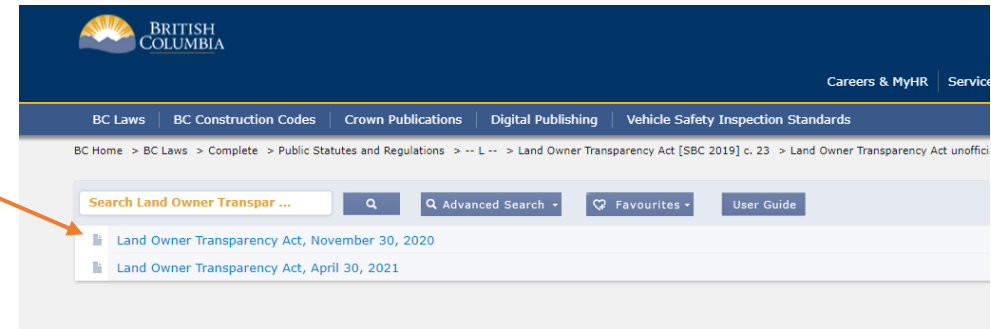 BRITISH
COLUMBIA
Careers & MyHR Service
BC Laws BC Construction Codes Crown Publications Digital Publishing Vehicle Safety Inspection Standards
BC Home > BC Laws > Complete > Public Statutes and Regulations > -- L -- > Land Owner Transparency Act [SBC 2019] c. 23 > Land Owner Transparency Act unoffici
Search Land Owner Transpar ... Advanced Search Favourites User Guide
Land Owner Transparency Act, November 30, 2020
Land Owner Transparency Act, April 30, 2021